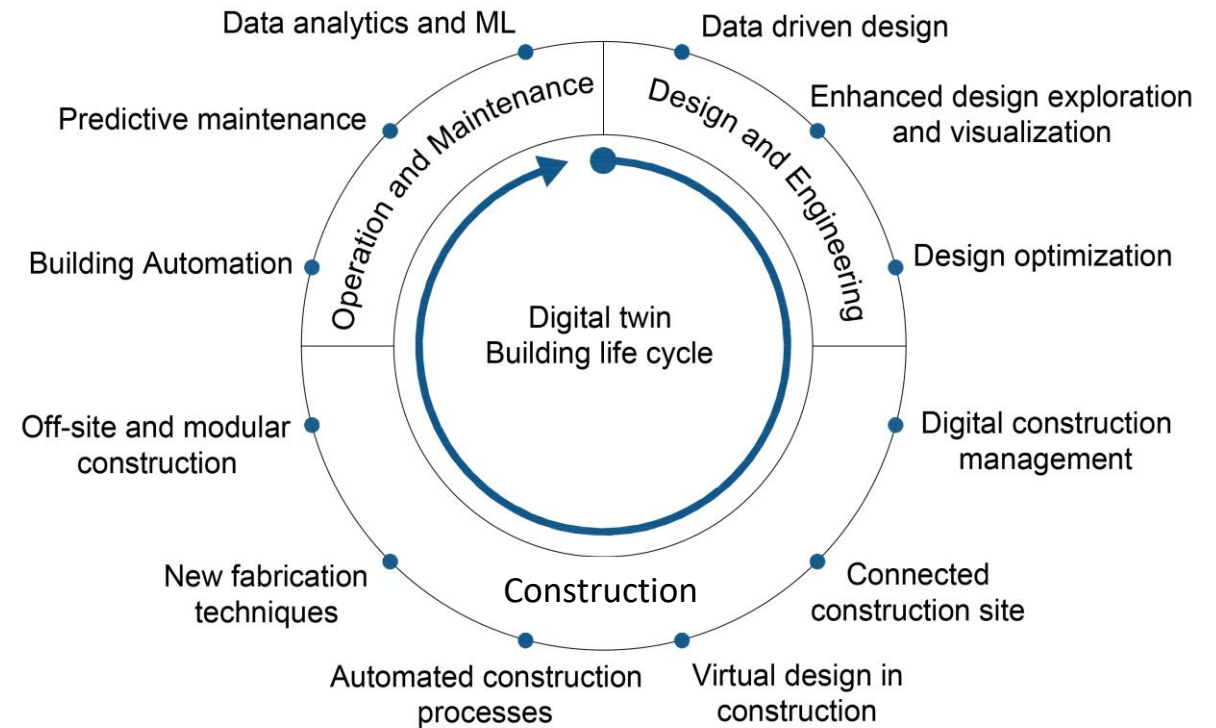 Data analytics and ML
Data driven design
Predictive maintenance
Enhanced design exploration
and visualization
Operation and Maintenance
Design and Engineering
Building Automation
Design optimization
Digital twin
Building life cycle
Off-site and modular
construction
Digital construction
management
New fabrication
techniques
Construction
Connected
construction site
Automated construction
processes
Virtual design in
construction